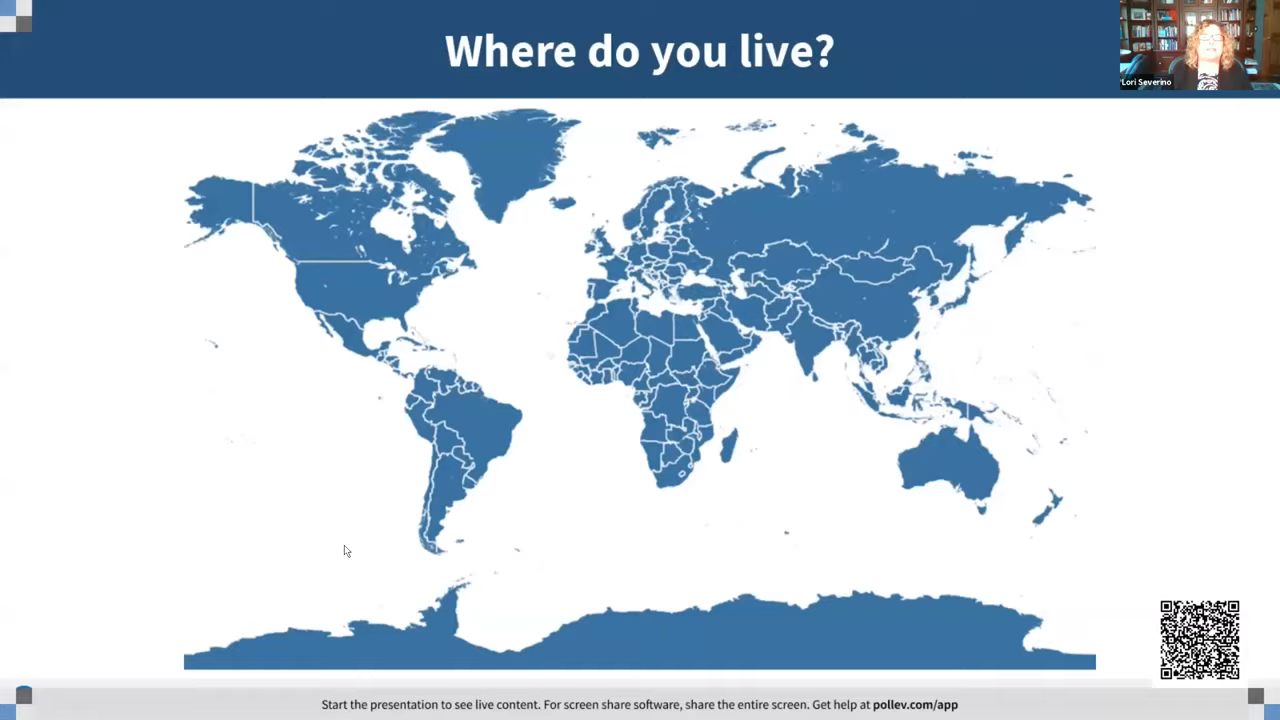 Where do you live?
Lori Severino
Start the presentation to see live content. For screen share software, share the entire screen. Get help at pollev.com/app